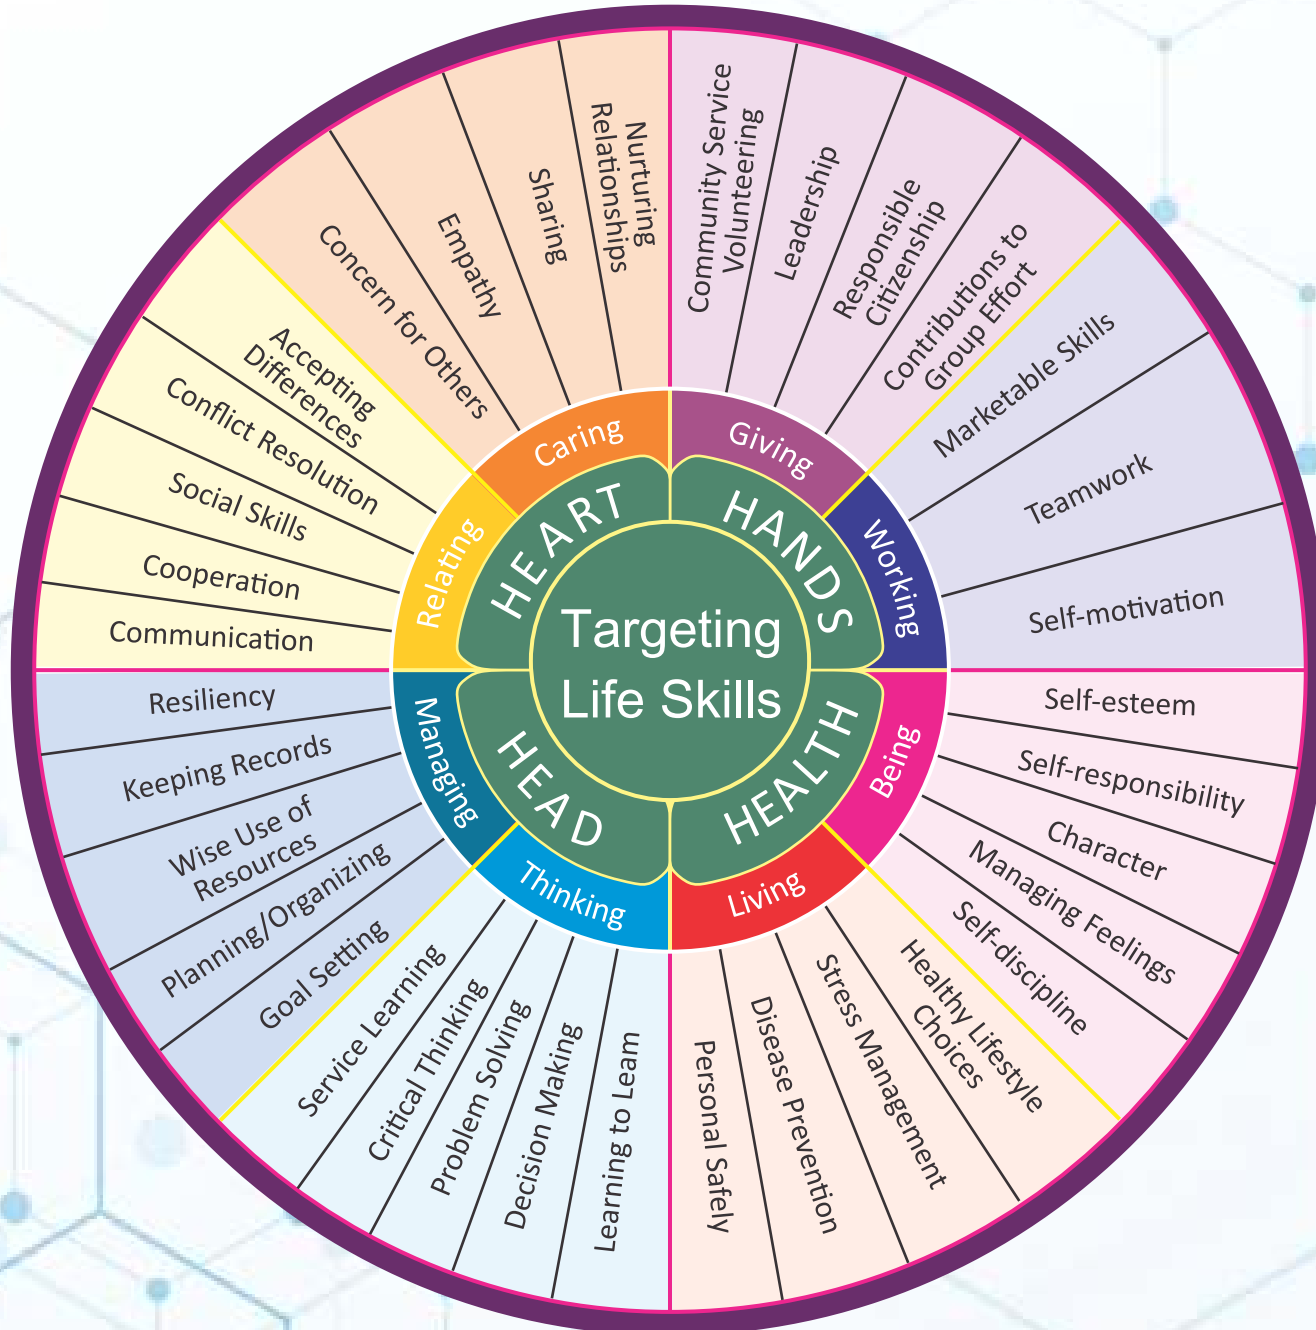 Targeting
Life Skills
HEART
HANDS
HEALTH
HEAD
Caring
Giving
Working
Being
Living
Thinking
Managing
Relating
Nurturing
Relationships
Sharing
Empathy
Concern for Others
Community Service
Volunteering
Leadership
Responsible
Citizenship
Contributions to
Group Effort
Marketable Skills
Teamwork
Self-motivation
Self-esteem
Self-responsibility
Character
Managing Feelings
Self-discipline
Healthy Lifestyle
Choices
Stress Management
Disease Prevention
Personal Safely
Learning to Leam
Decision Making
Problem Solving
Critical Thinking
Service Learning
Goal Setting
Planning/Organizing
Wise Use of
Resources
Keeping Records
Resiliency
Communication
Cooperation
Social Skills
Conflict Resolution
Accepting
Differences